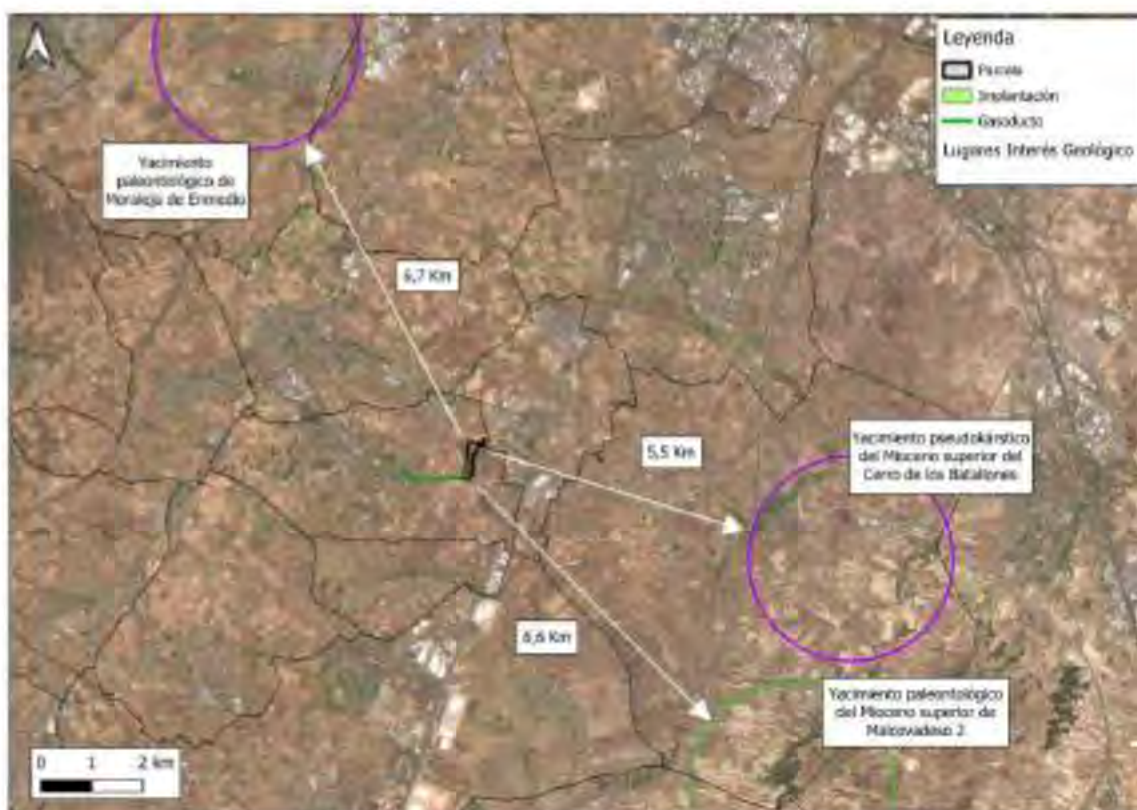 Leyenda
Parcela
Implantación
Gasoducto
Lugares Interés Geológico
Yacimiento
paleontológico de
Moraleja de Enmedio
6,7 Km
Yacimiento pseudokárstico
del Mioceno superior del
Cerro de los Batallones
5,5 Km
6,6 Km
Yacimiento paleontológico
del Mioceno superior de
Malcovadeso 2
0 1 2 km